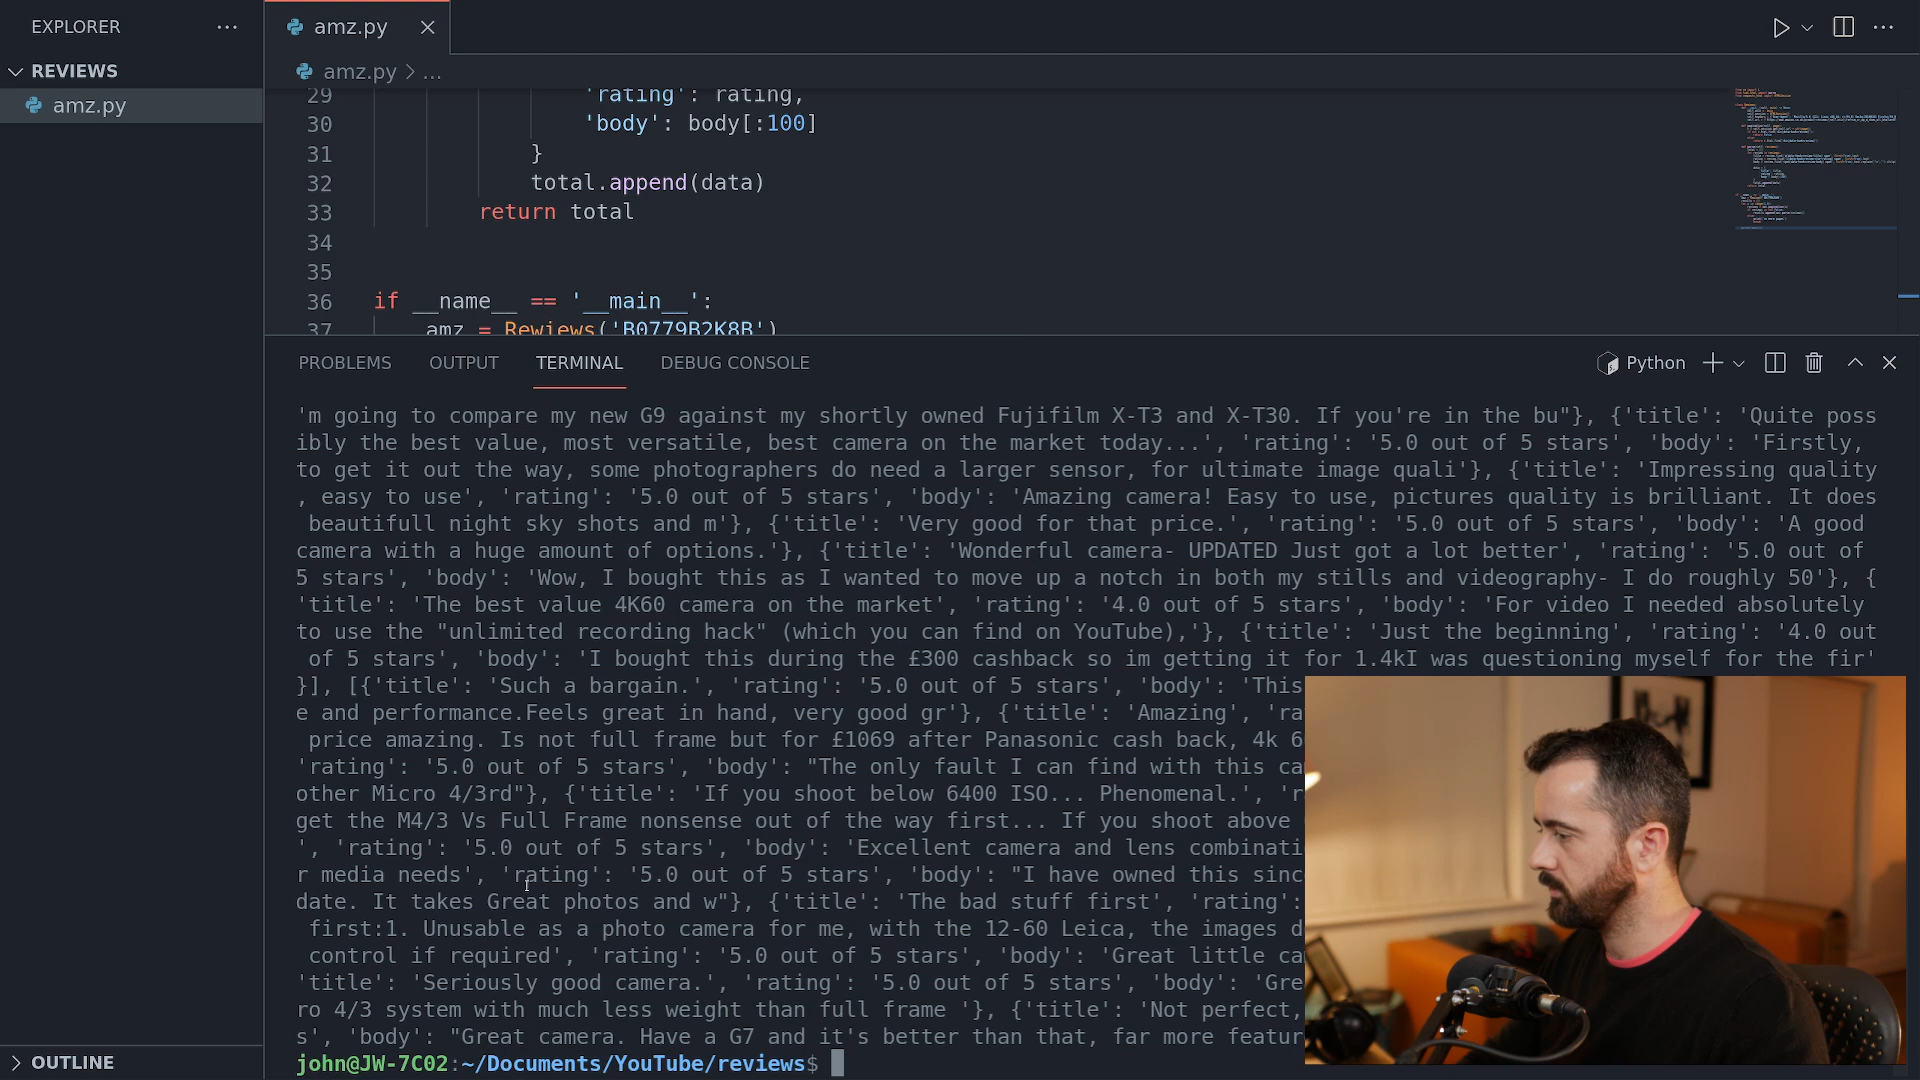 EXPLORER
REVIEWS
amz.py
OUTLINE
amz.py
amz.py > ...
29 'rating': rating,
30 'body': body[:100]
31 }
32 total.append(data)
33 return total
34
35
36 if __name__ == '__main__':
37 amz = Reviews('B0779B2K8B')
PROBLEMS OUTPUT TERMINAL DEBUG CONSOLE Python
'm going to compare my new G9 against my shortly owned Fujifilm X-T3 and X-T30. If you're in the bu"}, {'title': 'Quite poss
ibly the best value, most versatile, best camera on the market today...', 'rating': '5.0 out of 5 stars', 'body': 'Firstly,
to get it out the way, some photographers do need a larger sensor, for ultimate image quali'}, {'title': 'Impressing quality
, easy to use', 'rating': '5.0 out of 5 stars', 'body': 'Amazing camera! Easy to use, pictures quality is brilliant. It does
beautifull night sky shots and m'}, {'title': 'Very good for that price.', 'rating': '5.0 out of 5 stars', 'body': 'A good
camera with a huge amount of options.'}, {'title': 'Wonderful camera- UPDATED Just got a lot better', 'rating': '5.0 out of
5 stars', 'body': 'Wow, I bought this as I wanted to move up a notch in both my stills and videography- I do roughly 50'}, {
'title': 'The best value 4K60 camera on the market', 'rating': '4.0 out of 5 stars', 'body': 'For video I needed absolutely
to use the "unlimited recording hack" (which you can find on YouTube),'}, {'title': 'Just the beginning', 'rating': '4.0 out
of 5 stars', 'body': 'I bought this during the £300 cashback so im getting it for 1.4kI was questioning myself for the fir'
}], [{'title': 'Such a bargain.', 'rating': '5.0 out of 5 stars', 'body': 'This
e and performance.Feels great in hand, very good gr'}, {'title': 'Amazing', 'ra
price amazing. Is not full frame but for £1069 after Panasonic cash back, 4k 6
'rating': '5.0 out of 5 stars', 'body': "The only fault I can find with this ca
other Micro 4/3rd"}, {'title': 'If you shoot below 6400 ISO... Phenomenal.', 'r
get the M4/3 Vs Full Frame nonsense out of the way first... If you shoot above
', 'rating': '5.0 out of 5 stars', 'body': 'Excellent camera and lens combinati
r media needs', 'rating': '5.0 out of 5 stars', 'body': "I have owned this sinc
date. It takes Great photos and w"}, {'title': 'The bad stuff first', 'rating':
first:1. Unusable as a photo camera for me, with the 12-60 Leica, the images d
control if required', 'rating': '5.0 out of 5 stars', 'body': 'Great little ca
'title': 'Seriously good camera.', 'rating': '5.0 out of 5 stars', 'body': 'Gre
ro 4/3 system with much less weight than full frame '}, {'title': 'Not perfect,
s', 'body': "Great camera. Have a G7 and it's better than that, far more featur
john@JW-7C02:~/Documents/YouTube/reviews$